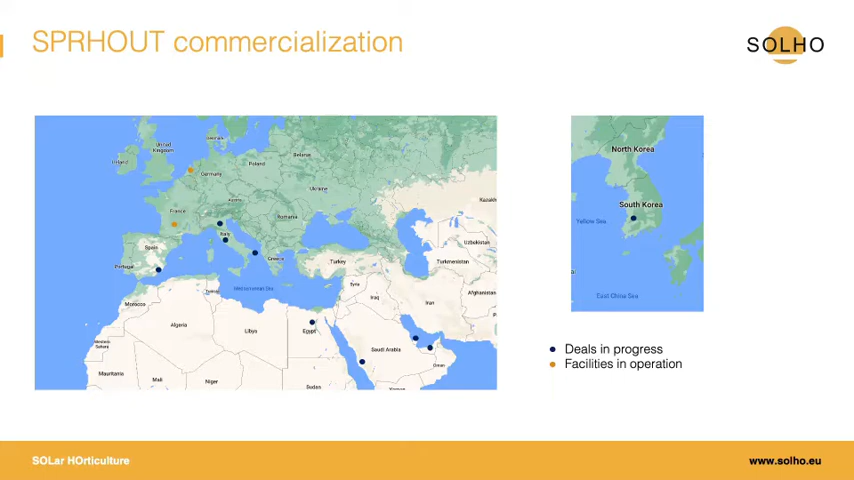 SPRHOUT commercialization
SOLHO
United
Kingdom
Ireland
Poland
Belarus
Germany
Ukraine
Kazakh
France
Austria
Romania
Italy
Spain
Portugal
Greece
Turkey
Uzbekistan
Turkmenistan
Mediterranean Sea
Syria
Iraq
Iran
Afghanistan
Morocco
Tunisia
Algeria
Libya
Egypt
Pakistan
Western
Sahara
Saudi Arabia
Oman
Mauritania
Mali
Niger
Sudan
Yemen
North Korea
South Korea
Yellow Sea
East China Sea
Deals in progress
Facilities in operation
SOLar HOrticulture
www.solho.eu